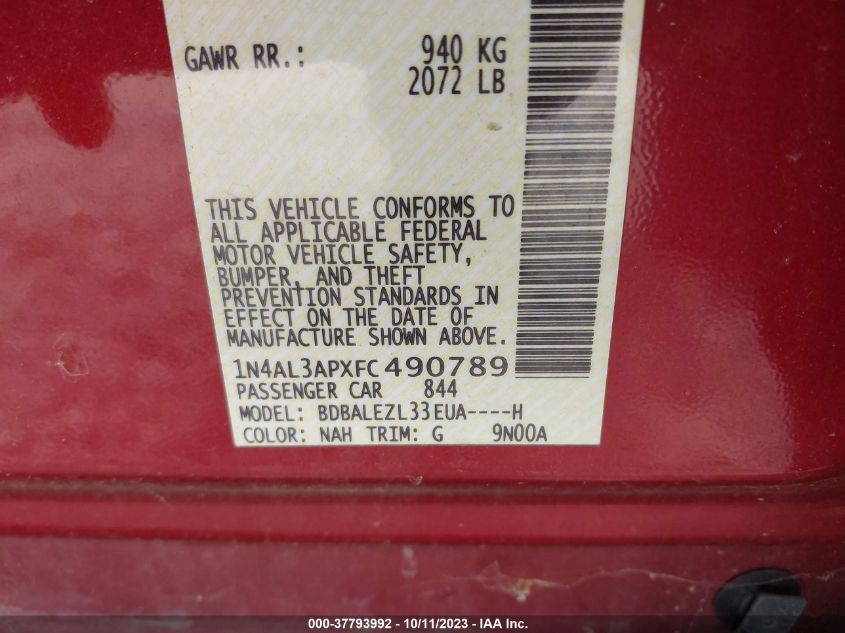 GAWR RR.: 940 KG
2072 LB
THIS VEHICLE CONFORMS TO
ALL APPLICABLE FEDERAL
MOTOR VEHICLE SAFETY,
BUMPER, AND THEFT
PREVENTION STANDARDS IN
EFFECT ON THE DATE OF
MANUFACTURE SHOWN ABOVE.
1N4AL3APXFC490789
PASSENGER CAR 844
MODEL: BDBALEZL33EUA----H
COLOR: NAH TRIM: G 9N00A
000-37793992 - 10/11/2023 - IAA Inc.